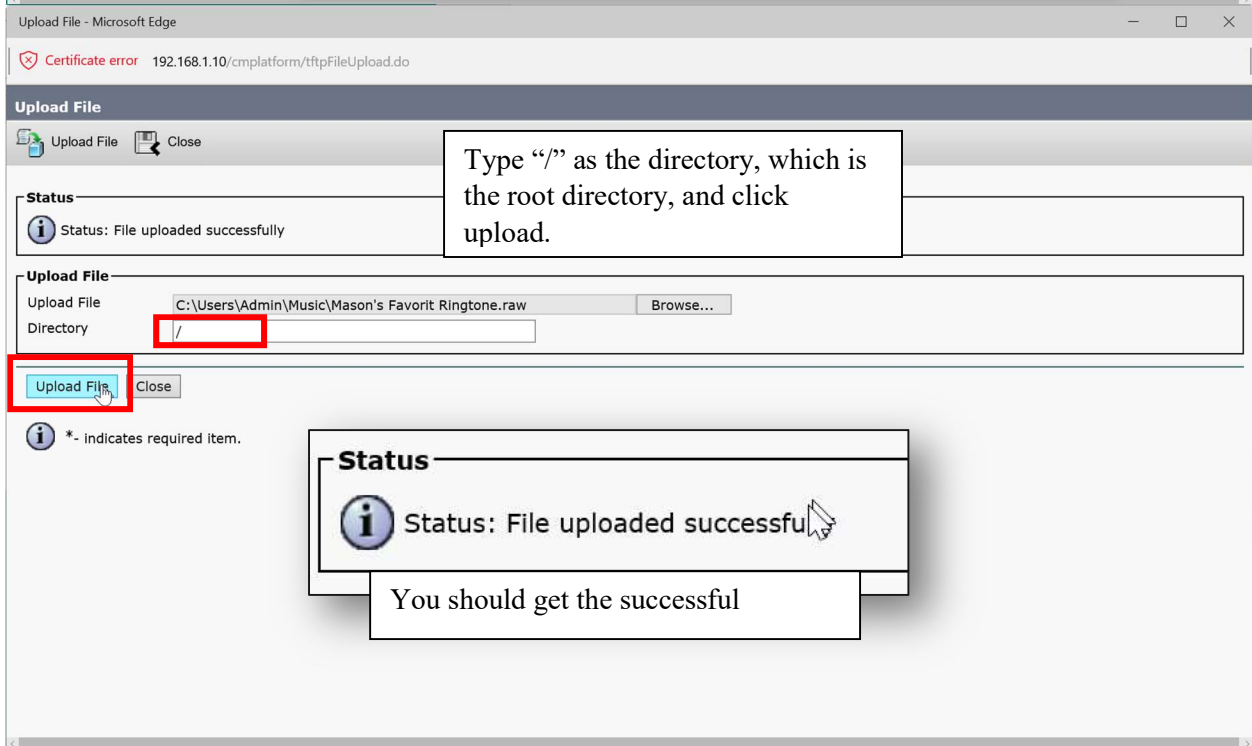 Upload File - Microsoft Edge
Certificate error 192.168.1.10/cmplatform/tftpFileUpload.do
Upload File
Upload File Close
Type “/” as the directory, which is
the root directory, and click
upload.
Status
Status: File uploaded successfully
Upload File
Upload File C:\Users\Admin\Music\Mason's Favorit Ringtone.raw Browse...
Directory /
Upload File Close
*- indicates required item.
Status
Status: File uploaded successfu
You should get the successful